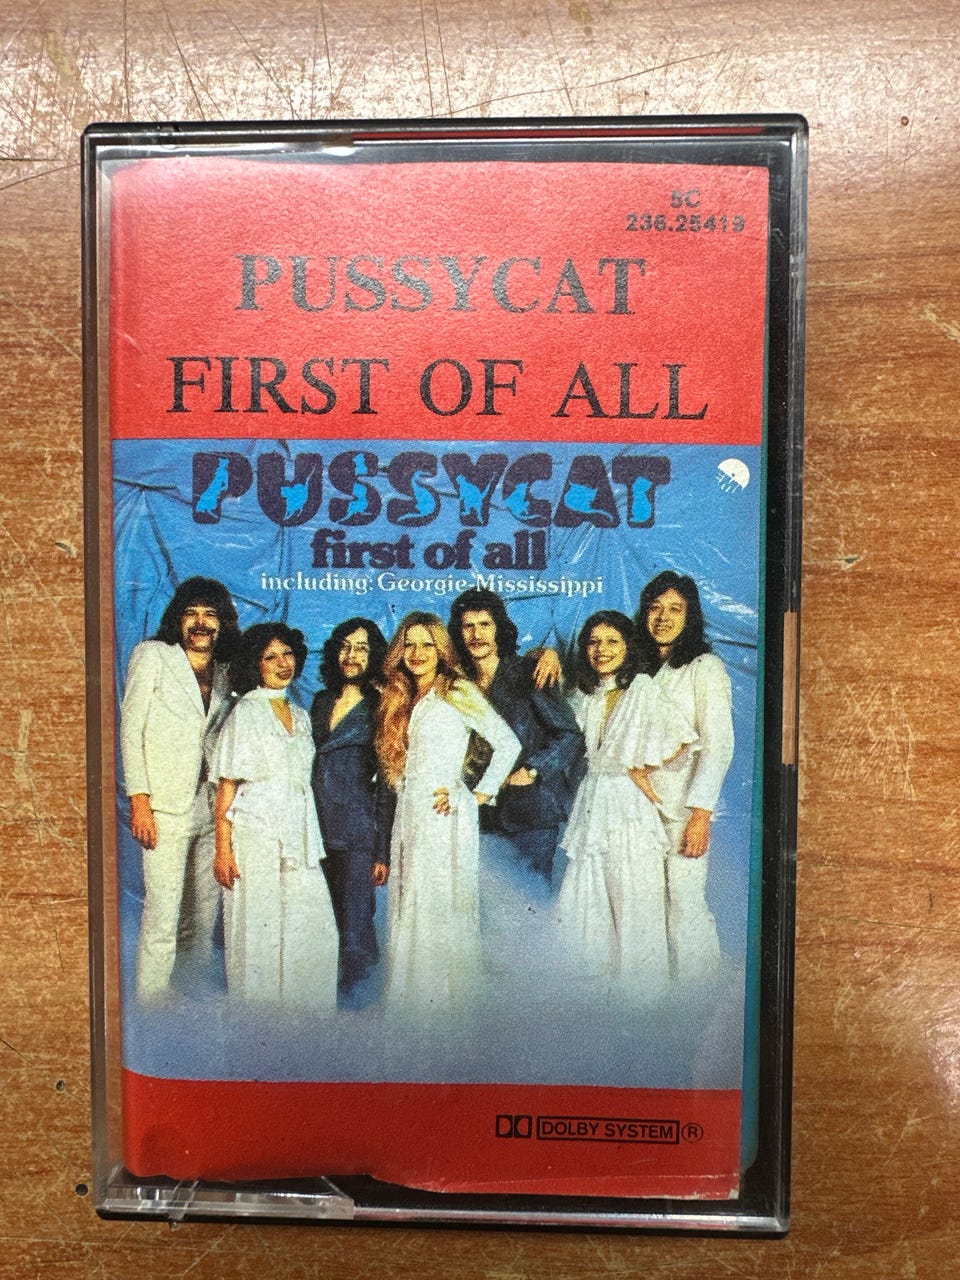 5C
236.25419
PUSSYCAT
FIRST OF ALL
PUSSYCAT
first of all
including: Georgie-Mississippi
DOLBY SYSTEM ®